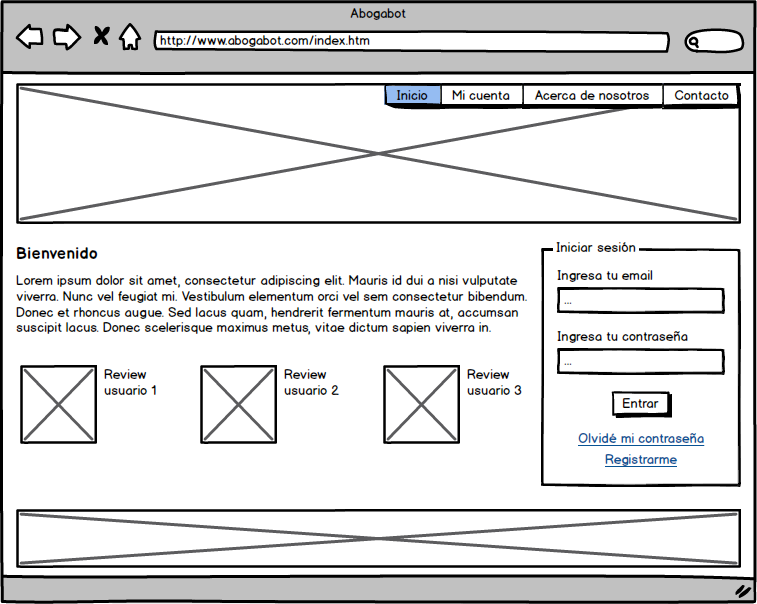 Abogabot
http://www.abogabot.com/index.htm
Inicio Mi cuenta Acerca de nosotros Contacto
Bienvenido
Lorem ipsum dolor sit amet, consectetur adipiscing elit. Mauris id dui a nisi vulputate
viverra. Nunc vel feugiat mi. Vestibulum elementum orci vel sem consectetur bibendum.
Donec et rhoncus augue. Sed lacus quam, hendrerit fermentum mauris at, accumsan
suscipit lacus. Donec scelerisque maximus metus, vitae dictum sapien viverra in.
Review
usuario 1
Review
usuario 2
Review
usuario 3
Iniciar sesión
Ingresa tu email
...
Ingresa tu contraseña
...
Entrar
Olvidé mi contraseña
Registrarme